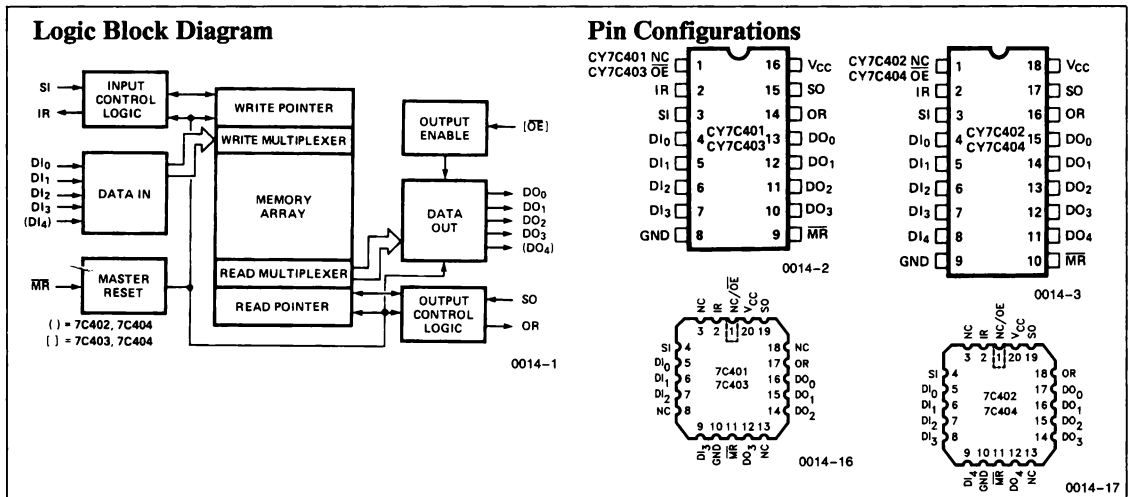 Logic Block Diagram
SI
IR
INPUT
CONTROL
LOGIC
DI0
DI1
DI2
DI3
(DI4)
DATA IN
M̅R̅
MASTER
RESET
WRITE POINTER
WRITE MULTIPLEXER
MEMORY
ARRAY
READ MULTIPLEXER
READ POINTER
OUTPUT
ENABLE
[O̅E̅]
DATA
OUT
DO0
DO1
DO2
DO3
(DO4)
OUTPUT
CONTROL
LOGIC
SO
OR
( ) = 7C402, 7C404
[ ] = 7C403, 7C404
0014-1
Pin Configurations
CY7C401 NC
CY7C403 O̅E̅ 1 16 VCC
IR 2 15 SO
SI 3 14 OR
CY7C401
DI0 4 13 DO0
CY7C403
DI1 5 12 DO1
DI2 6 11 DO2
DI3 7 10 DO3
GND 8 9 M̅R̅
0014-2
CY7C402 NC
CY7C404 O̅E̅ 1 18 VCC
IR 2 17 SO
SI 3 16 OR
CY7C402
DI0 4 15 DO0
CY7C404
DI1 5 14 DO1
DI2 6 13 DO2
DI3 7 12 DO3
DI4 8 11 DO4
GND 9 10 M̅R̅
0014-3
NC IR NC/O̅E̅ VCC SO
3 2 1 20 19
SI 4 18 NC
DI0 5 17 OR
DI1 6 16 DO0
DI2 7 15 DO1
NC 8 14 DO2
7C401
7C403
9 10 11 12 13
DI3 GND M̅R̅ DO3 NC
0014-16
NC IR NC/OE VCC SO
3 2 1 20 19
SI 4 18 OR
DI0 5 17 DO0
DI1 6 16 DO1
DI2 7 15 DO2
DI3 8 14 DO3
7C402
7C404
9 10 11 12 13
DI4 GND M̅R̅ DO4 NC
0014-17